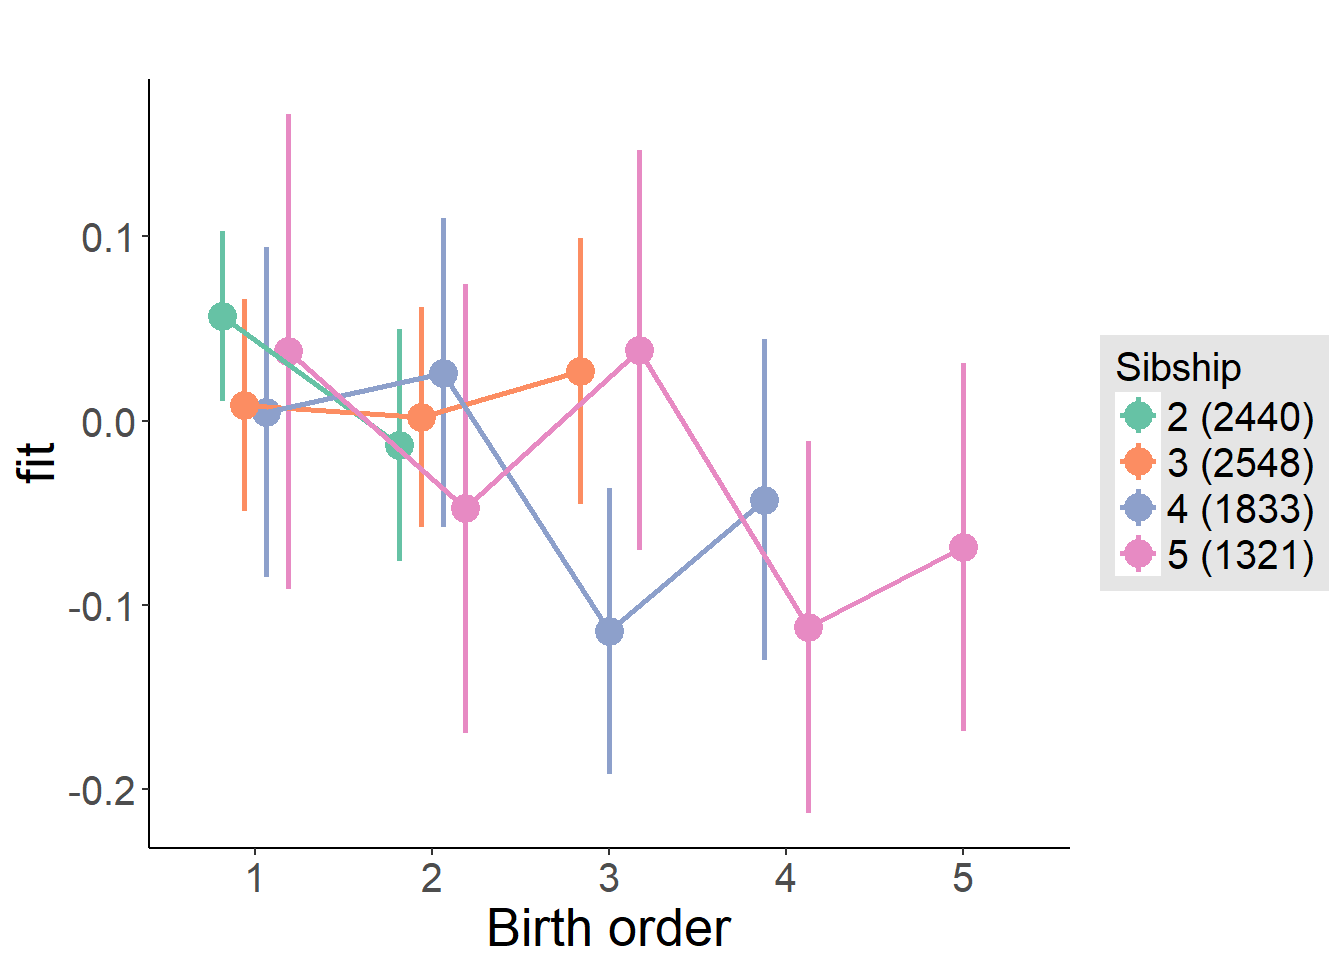 0.1
0.0
-0.1
-0.2
fit
1 2 3 4 5
Birth order
Sibship
2 (2440)
3 (2548)
4 (1833)
5 (1321)